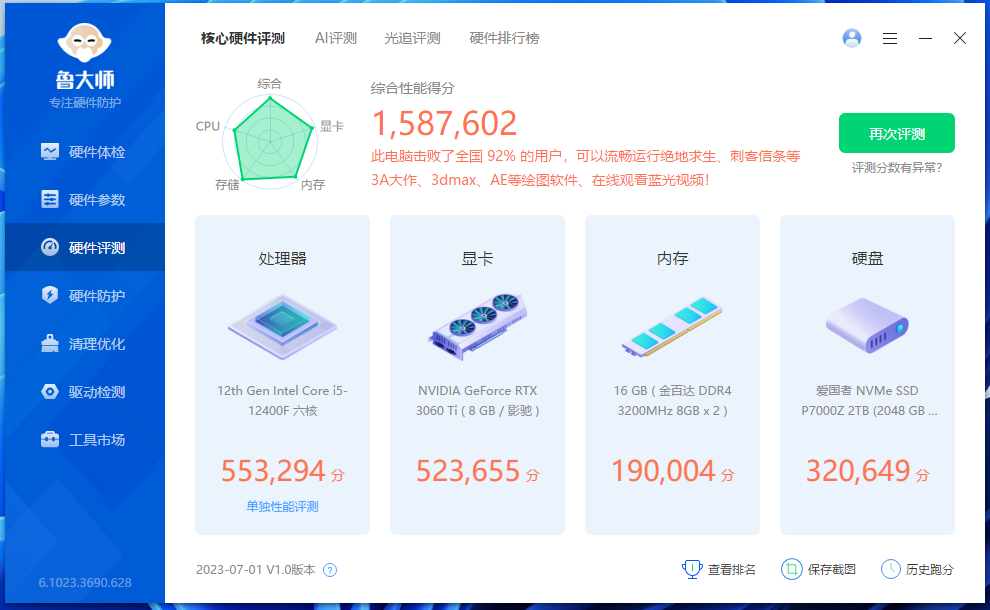 鲁大师
专注硬件防护
硬件体检
硬件参数
硬件评测
硬件防护
清理优化
驱动检测
工具市场
6.1023.3690.628
核心硬件评测 AI评测 光追评测 硬件排行榜
综合
CPU
显卡
存储
内存
综合性能得分
1,587,602
此电脑击败了全国 92% 的用户，可以流畅运行绝地求生、刺客信条等
3A大作、3dmax、AE等绘图软件、在线观看蓝光视频！
再次评测
评测分数有异常？
处理器
12th Gen Intel Core i5-
12400F 六核
553,294 分
单独性能评测
显卡
NVIDIA GeForce RTX
3060 Ti ( 8 GB / 影驰 )
523,655 分
内存
16 GB ( 金百达 DDR4
3200MHz 8GB x 2 )
190,004 分
硬盘
爱国者 NVMe SSD
P7000Z 2TB (2048 GB ...
320,649 分
2023-07-01 V1.0版本 ?
查看排名
保存截图
历史跑分